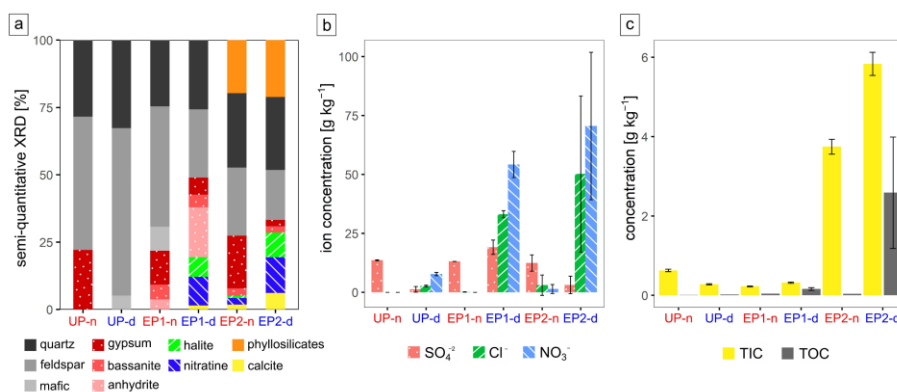 a
b
c
semi-quantitative XRD [%]
100
75
50
25
0
UP-n UP-d EP1-n EP1-d EP2-n EP2-d
quartz gypsum halite phyllosilicates
feldspar bassanite nitratine calcite
mafic anhydrite
ion concentration [g kg⁻¹]
100
75
50
25
0
UP-n UP-d EP1-n EP1-d EP2-n EP2-d
SO₄⁻² Cl⁻ NO₃⁻
concentration [g kg⁻¹]
6
4
2
0
UP-n UP-d EP1-n EP1-d EP2-n EP2-d
TIC TOC